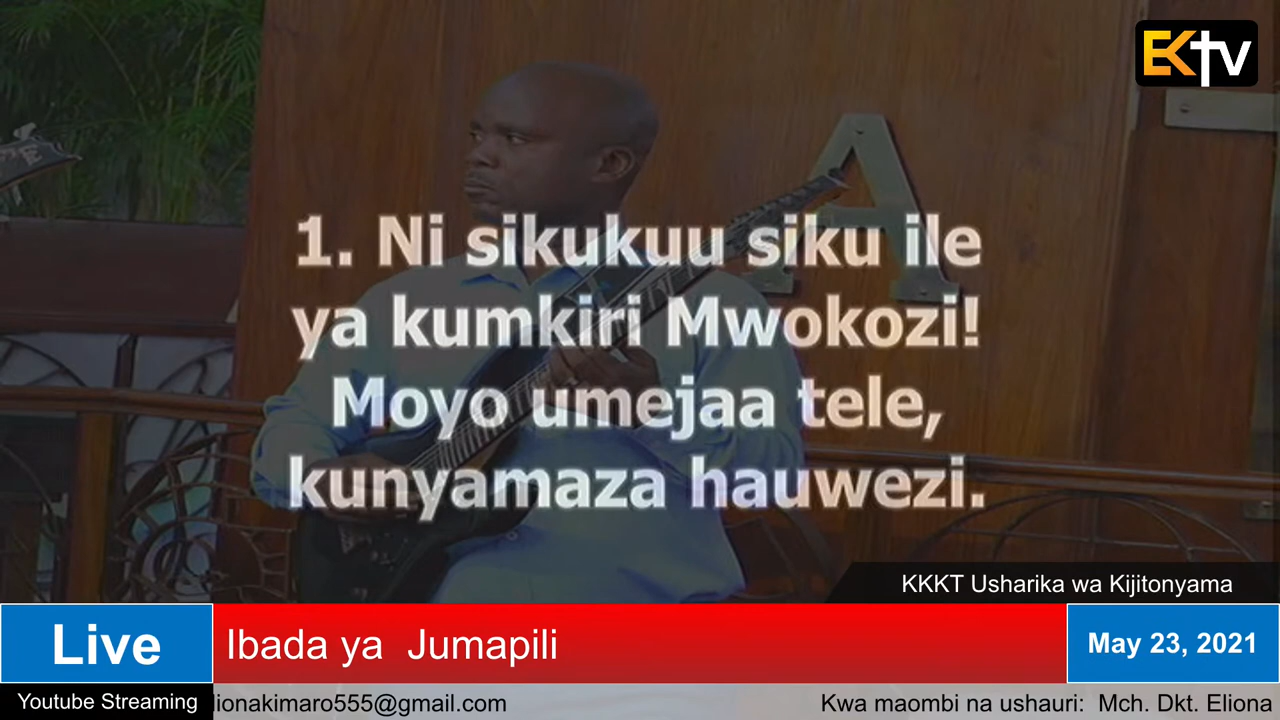 EKTV
1. Ni sikukuu siku ile
ya kumkiri Mwokozi!
Moyo umejaa tele,
kunyamaza hauwezi.
KKKT Usharika wa Kijitonyama
Live
Ibada ya Jumapili
May 23, 2021
Youtube Streaming
lionakimaro555@gmail.com
Kwa maombi na ushauri: Mch. Dkt. Eliona